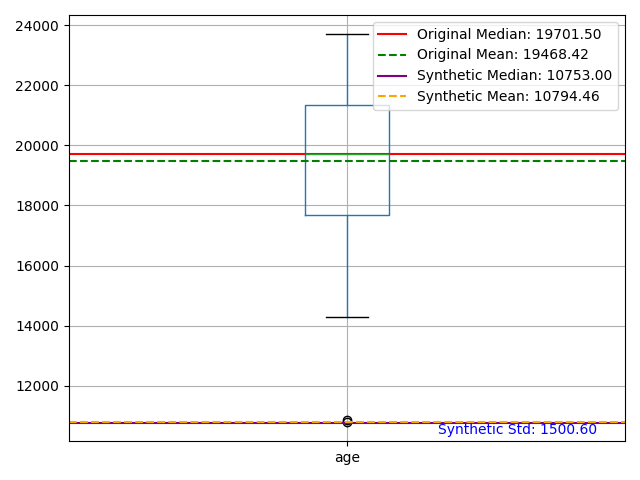 24000
22000
20000
18000
16000
14000
12000
Original Median: 19701.50
Original Mean: 19468.42
Synthetic Median: 10753.00
Synthetic Mean: 10794.46
Synthetic Std: 1500.60
age